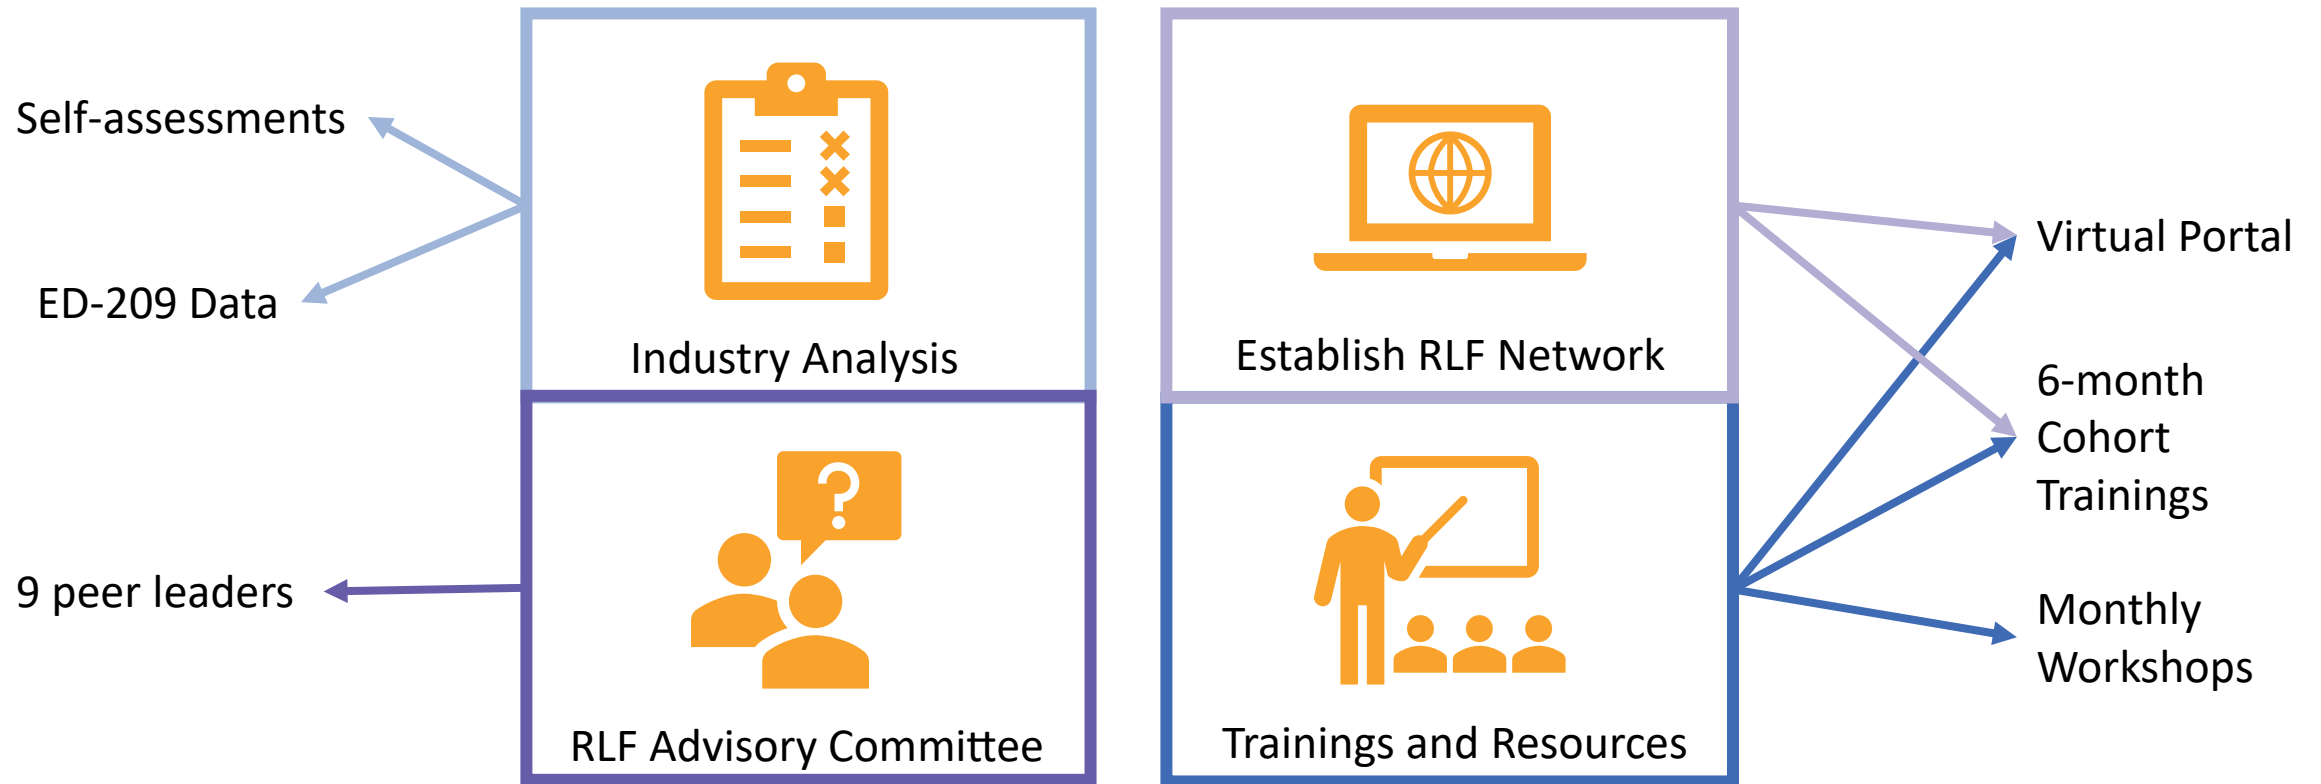 Self-assessments
ED-209 Data
Industry Analysis
9 peer leaders
?
RLF Advisory Committee
Establish RLF Network
Trainings and Resources
Virtual Portal
6-month
Cohort
Trainings
Monthly
Workshops